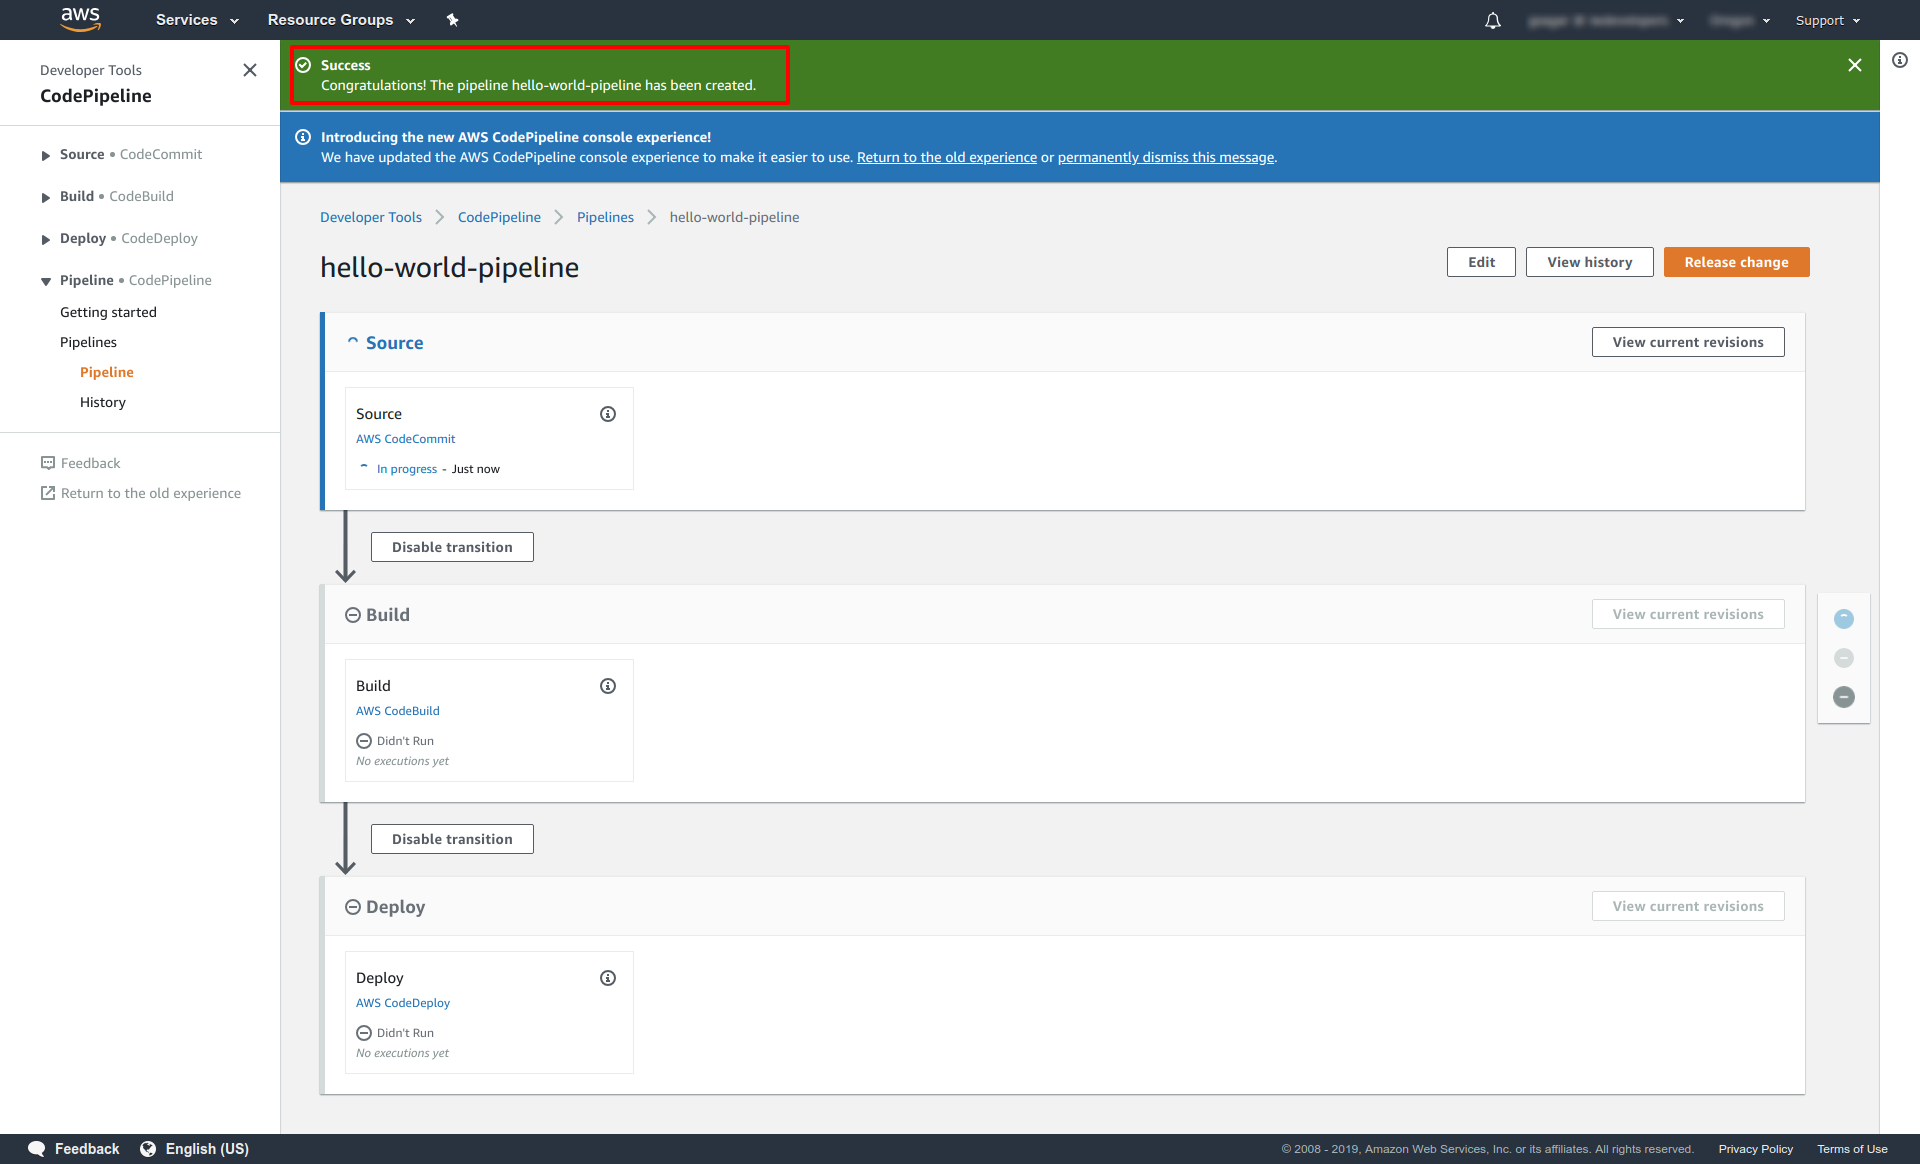 aws
Services
Resource Groups
Support
Developer Tools
CodePipeline
Source • CodeCommit
Build • CodeBuild
Deploy • CodeDeploy
Pipeline • CodePipeline
Getting started
Pipelines
Pipeline
History
Feedback
Return to the old experience
Success
Congratulations! The pipeline hello-world-pipeline has been created.
Introducing the new AWS CodePipeline console experience!
We have updated the AWS CodePipeline console experience to make it easier to use. Return to the old experience or permanently dismiss this message.
Developer Tools
CodePipeline
Pipelines
hello-world-pipeline
hello-world-pipeline
Edit
View history
Release change
Source
View current revisions
Source
AWS CodeCommit
In progress - Just now
Disable transition
Build
View current revisions
Build
AWS CodeBuild
Didn't Run
No executions yet
Disable transition
Deploy
View current revisions
Deploy
AWS CodeDeploy
Didn't Run
No executions yet
Feedback
English (US)
© 2008 - 2019, Amazon Web Services, Inc. or its affiliates. All rights reserved.
Privacy Policy
Terms of Use